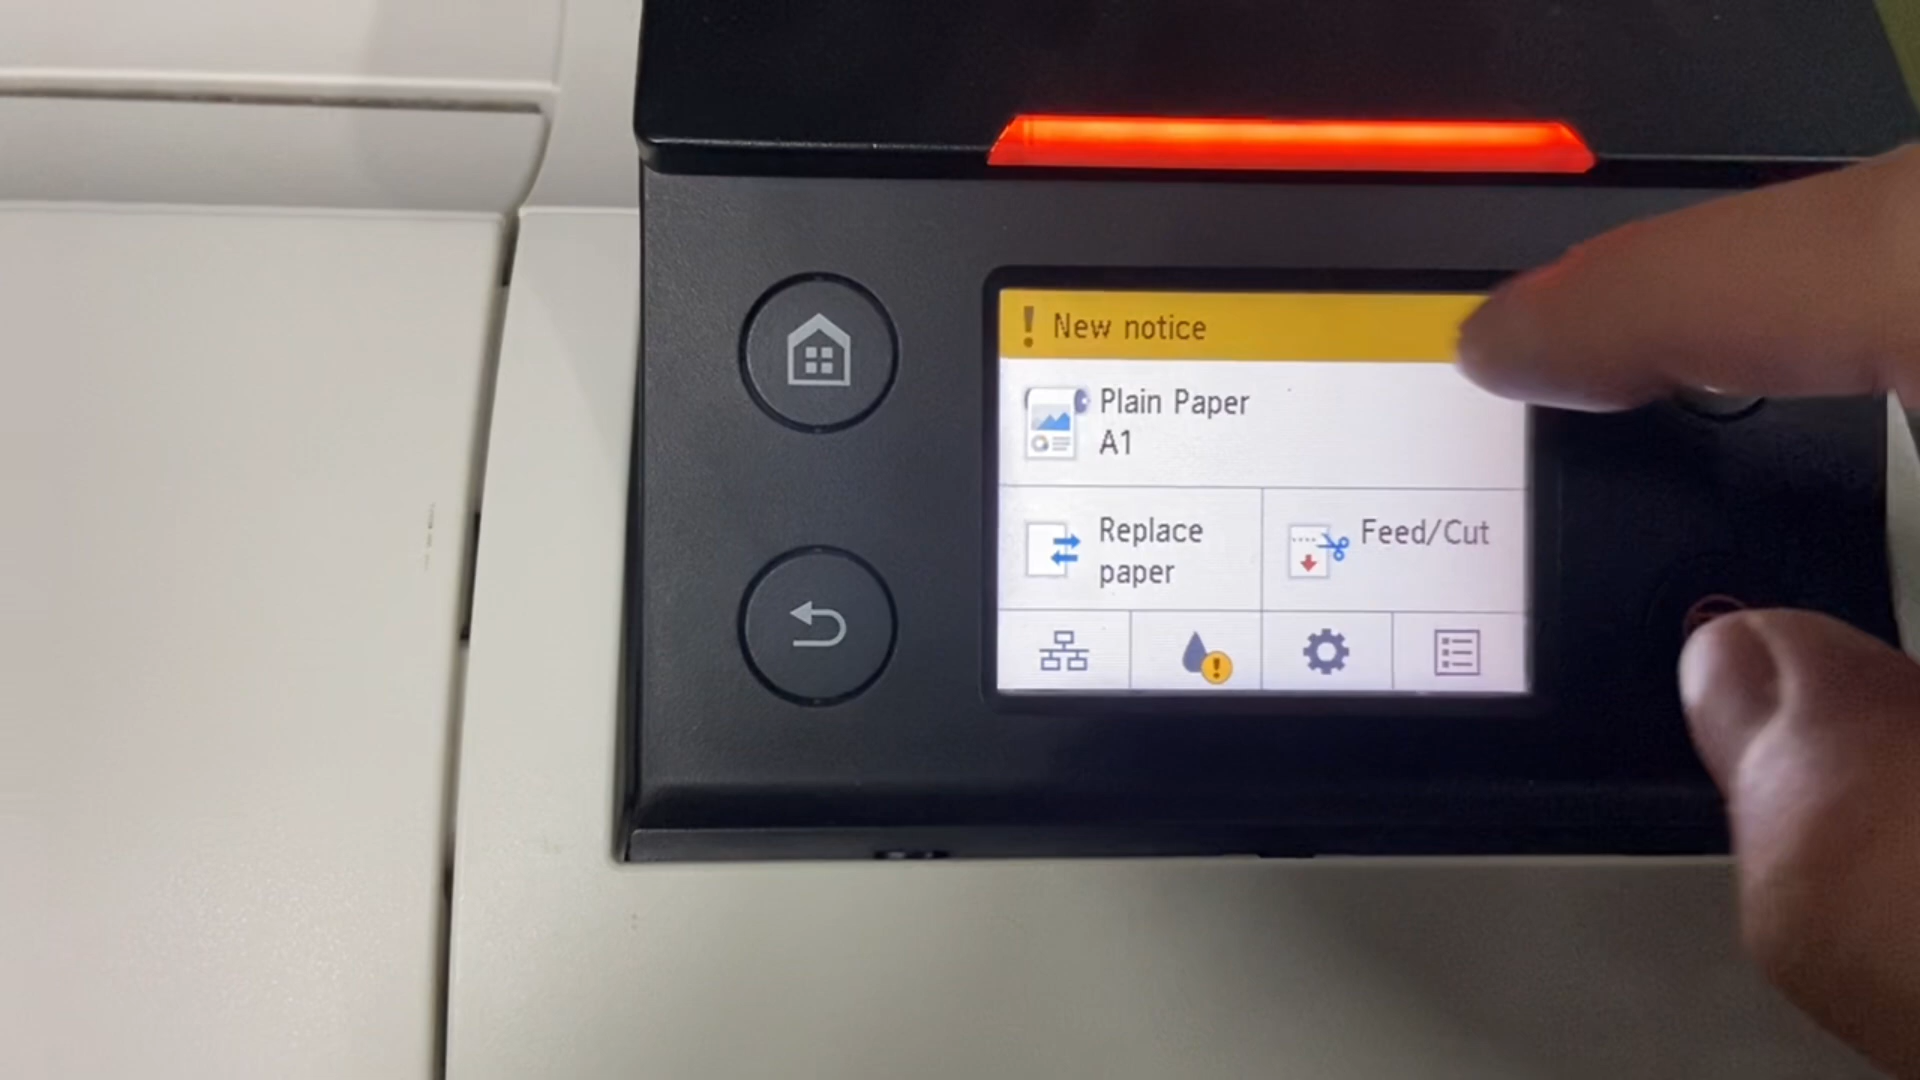 ! New notice
Plain Paper
A1
Replace
paper
Feed/Cut
!